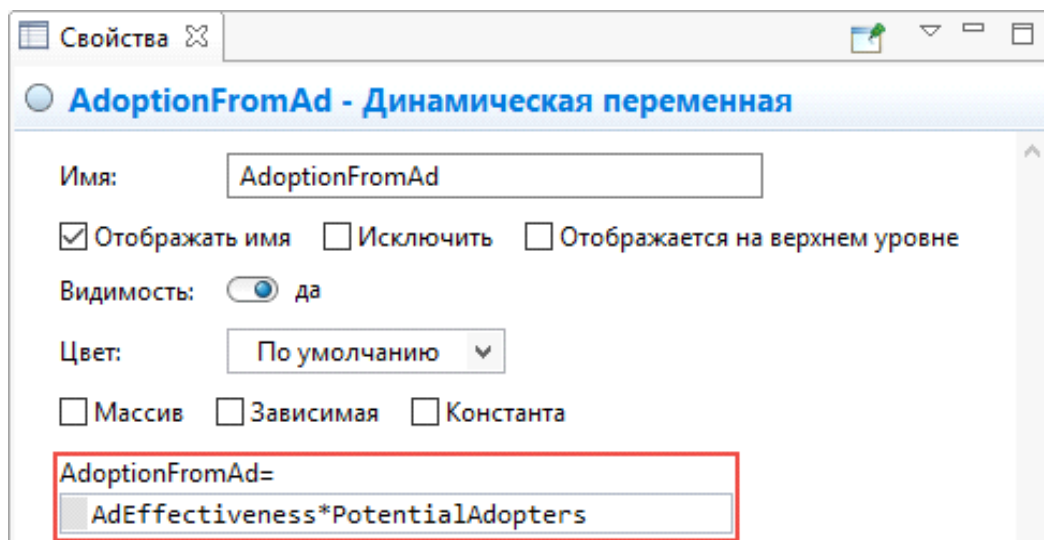 Свойства
AdoptionFromAd - Динамическая переменная
Имя: AdoptionFromAd
Отображать имя Исключить Отображается на верхнем уровне
Видимость: да
Цвет: По умолчанию
Массив Зависимая Константа
AdoptionFromAd=
AdEffectiveness*PotentialAdopters